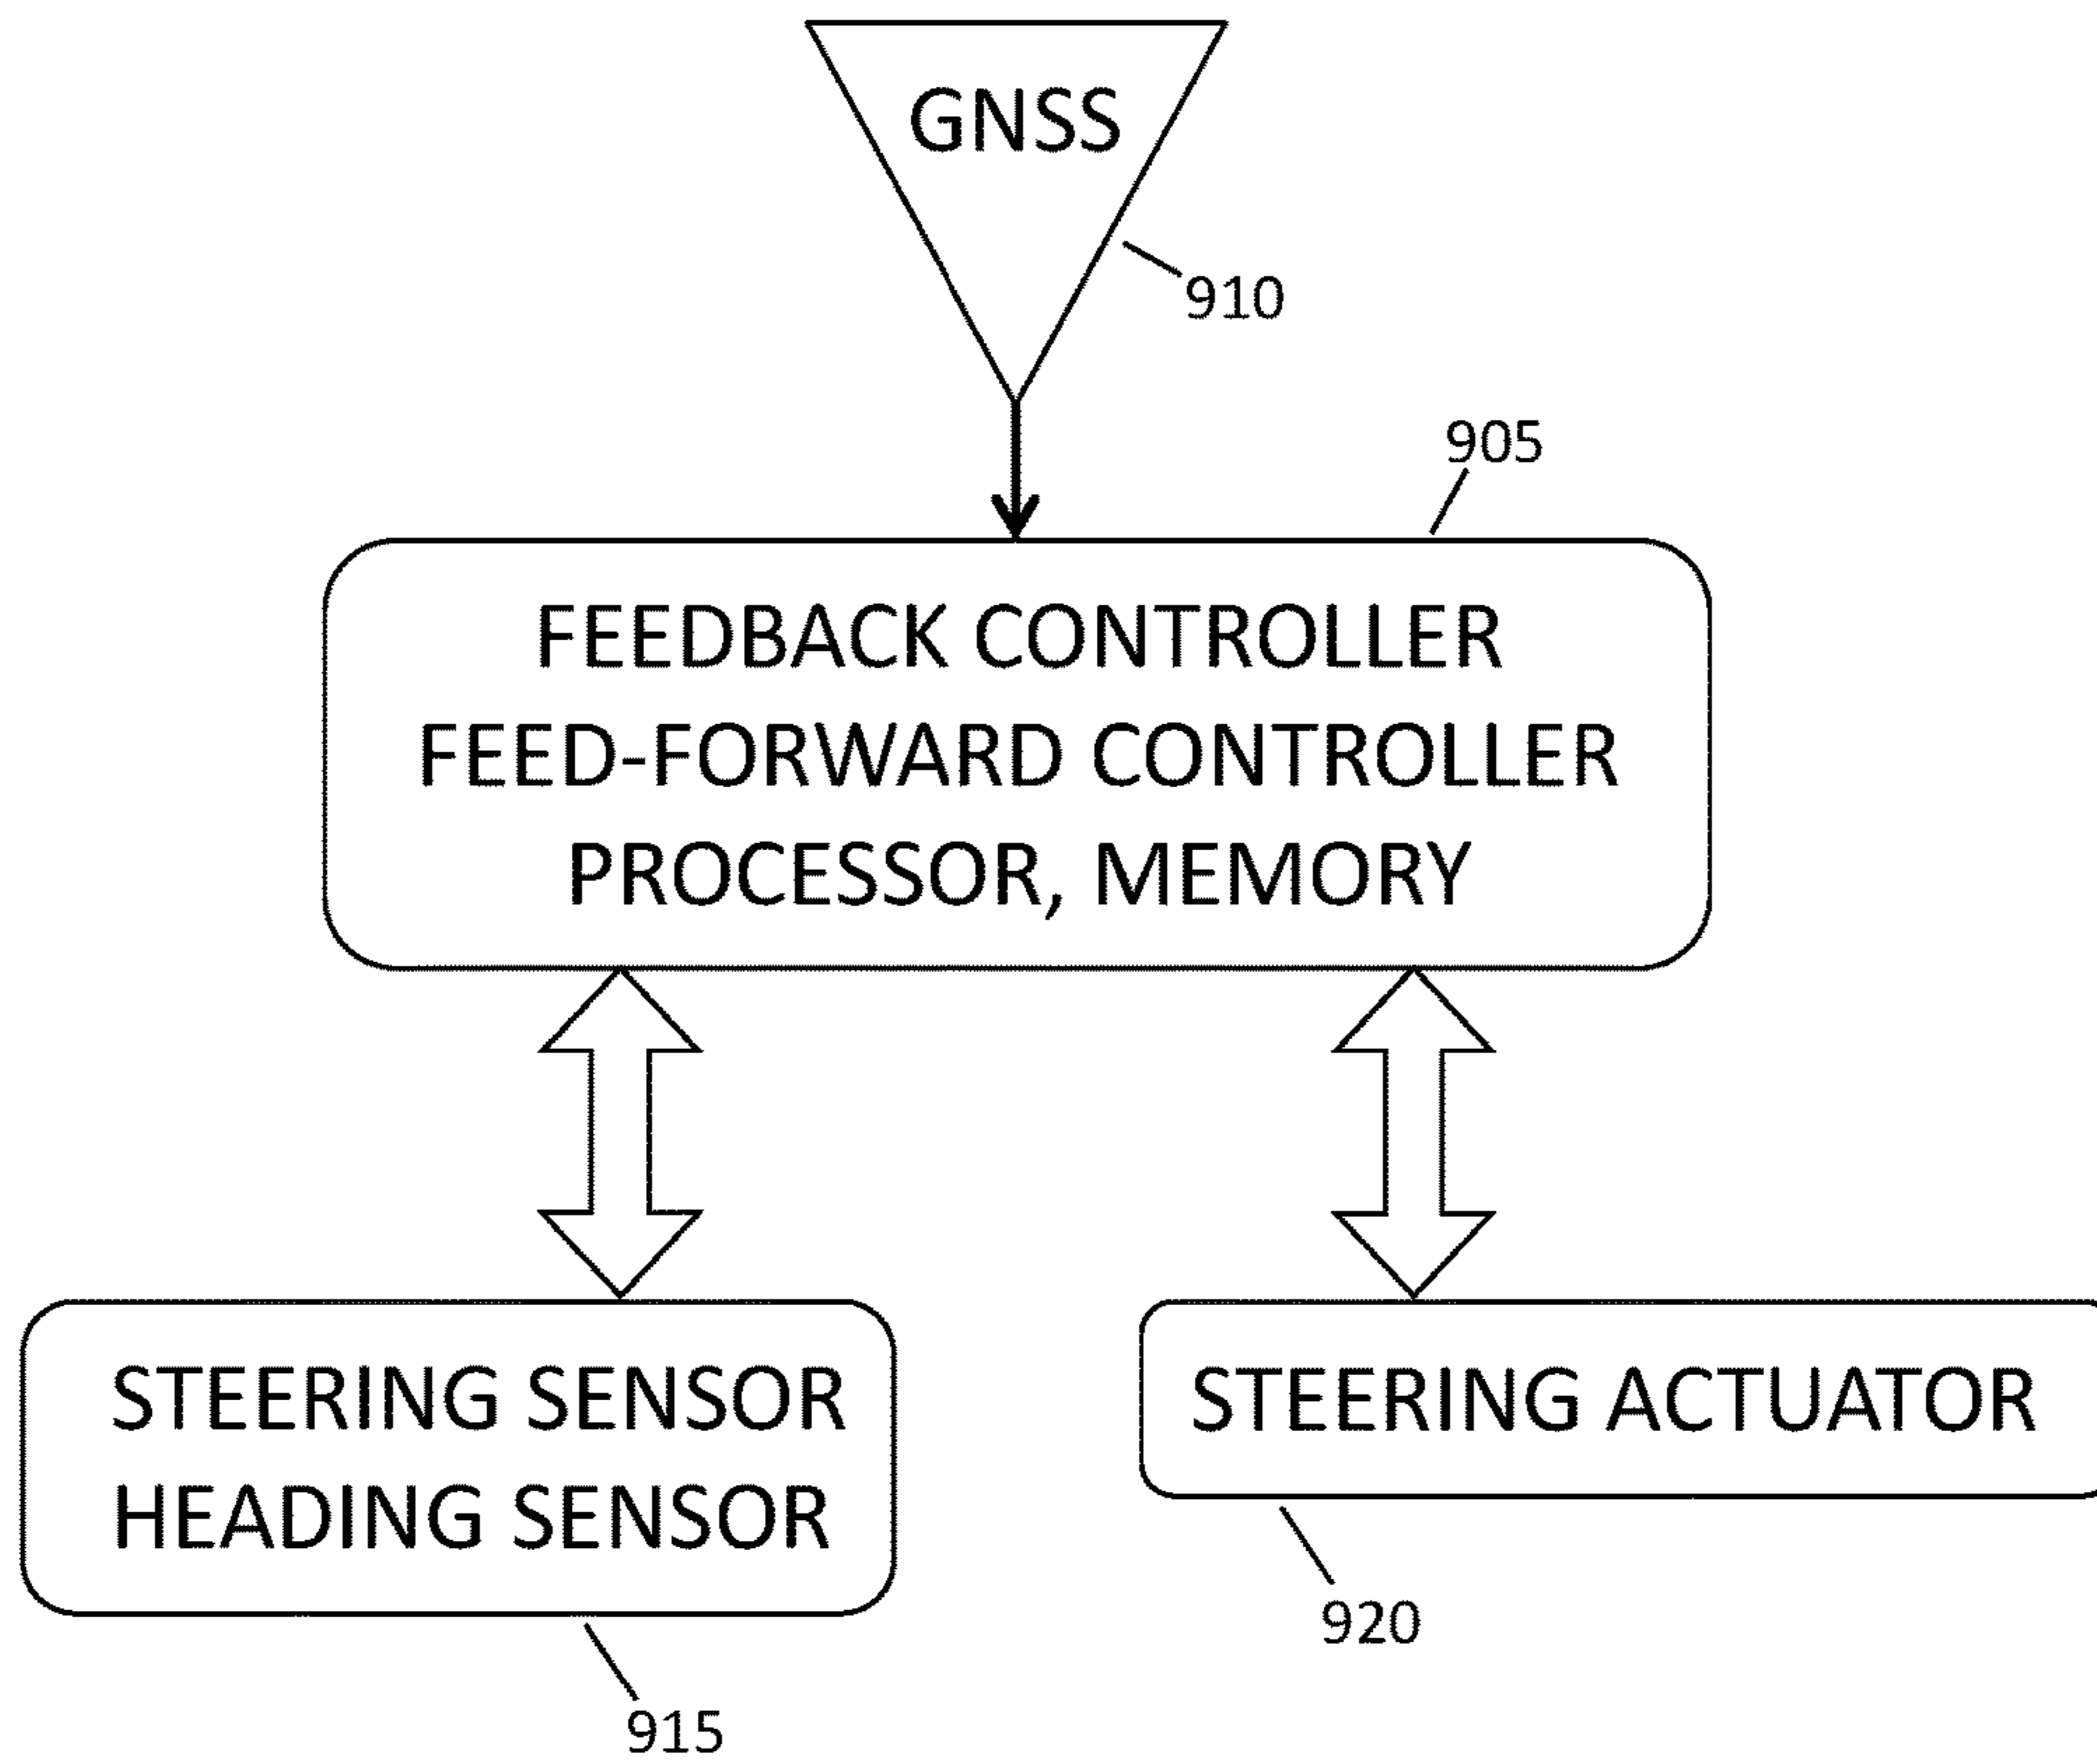 GNSS
910
905
FEEDBACK CONTROLLER
FEED-FORWARD CONTROLLER
PROCESSOR, MEMORY
STEERING SENSOR
HEADING SENSOR
915
STEERING ACTUATOR
920